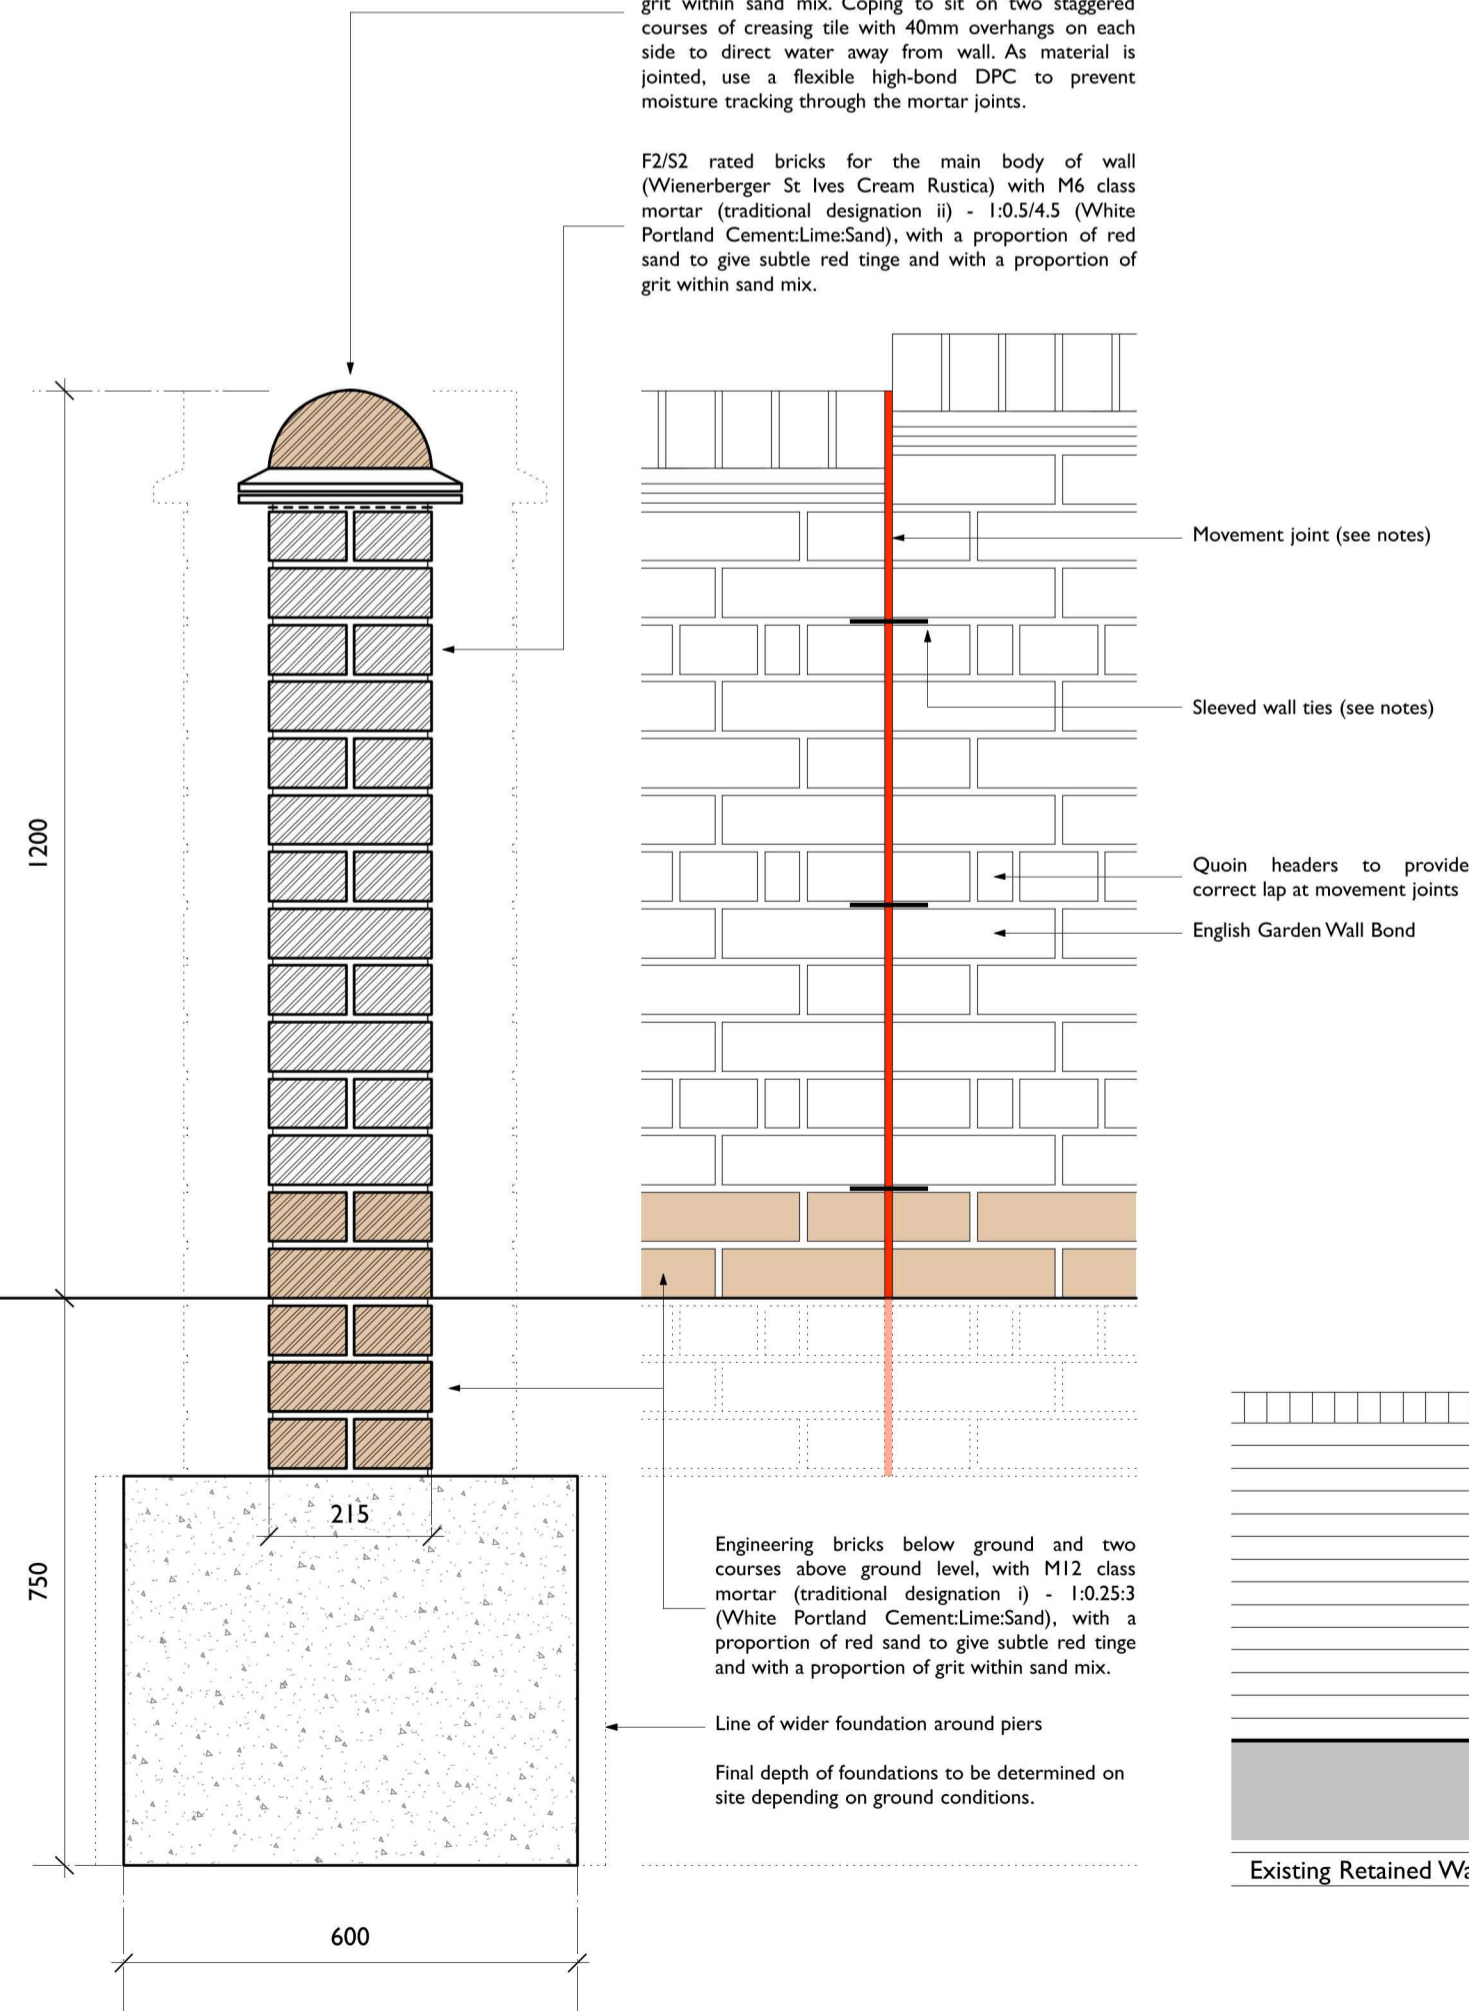 grit within sand mix. Coping to sit on two staggered
courses of creasing tile with 40mm overhangs on each
side to direct water away from wall. As material is
jointed, use a flexible high-bond DPC to prevent
moisture tracking through the mortar joints.
F2/S2 rated bricks for the main body of wall
(Wienerberger St Ives Cream Rustica) with M6 class
mortar (traditional designation ii) - 1:0.5/4.5 (White
Portland Cement:Lime:Sand), with a proportion of red
sand to give subtle red tinge and with a proportion of
grit within sand mix.
Movement joint (see notes)
Sleeved wall ties (see notes)
1200
Quoin headers to provide
correct lap at movement joints
English Garden Wall Bond
215
750
Engineering bricks below ground and two
courses above ground level, with M12 class
mortar (traditional designation i) - 1:0.25:3
(White Portland Cement:Lime:Sand), with a
proportion of red sand to give subtle red tinge
and with a proportion of grit within sand mix.
Line of wider foundation around piers
Final depth of foundations to be determined on
site depending on ground conditions.
Existing Retained Wa
600